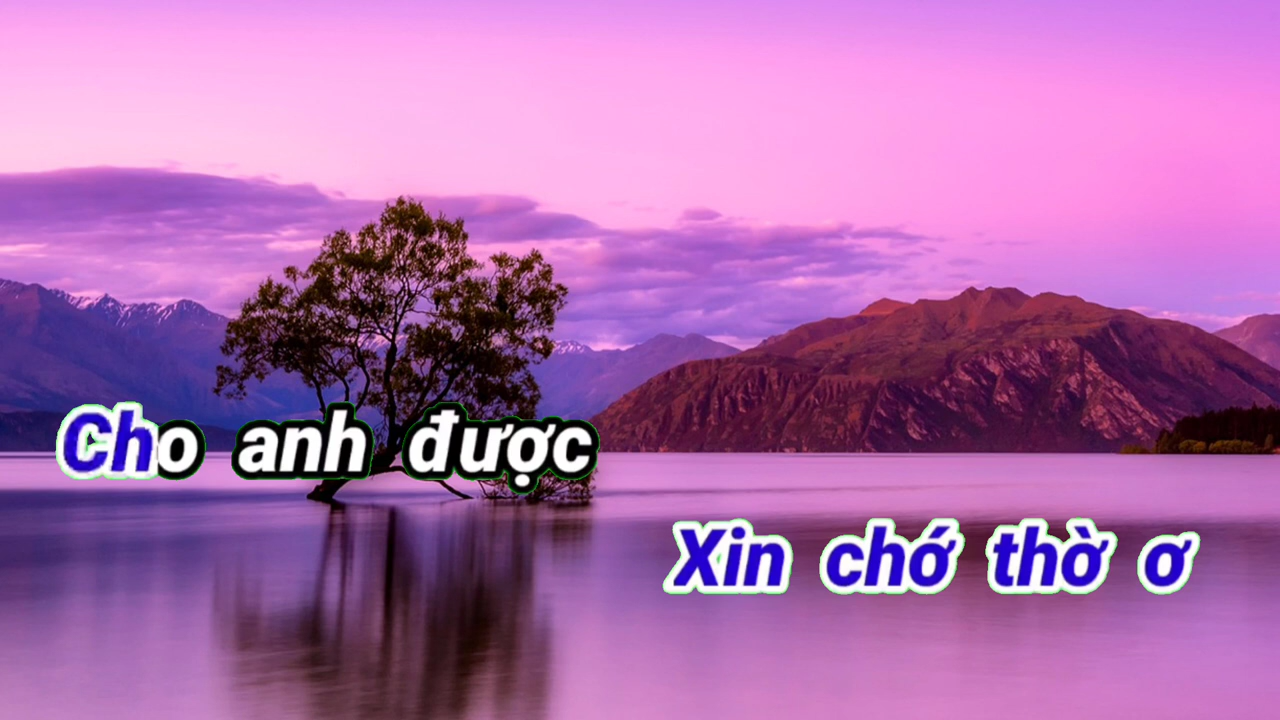 Cho anh được
Xin chớ thờ ơ